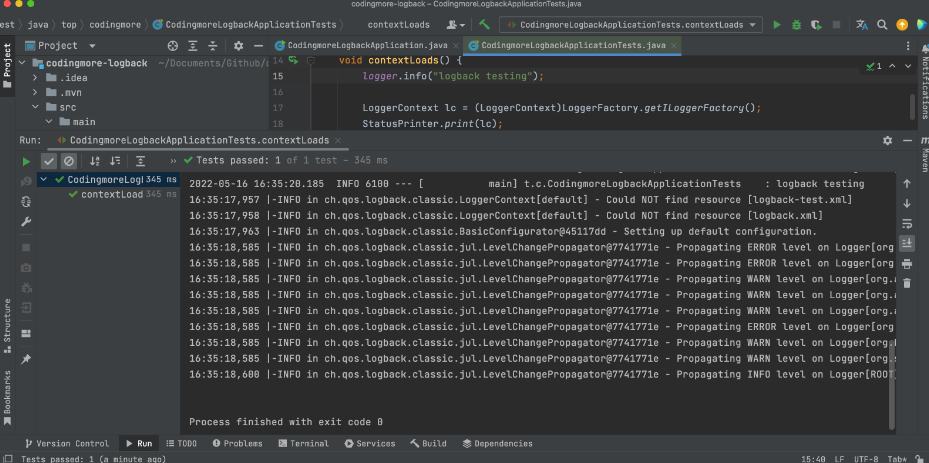 codingmore-logback – CodingmoreLogbackApplicationTests.java
est java top codingmore CodingmoreLogbackApplicationTests contextLoads CodingmoreLogbackApplicationTests.contextLoads
Project CodingmoreLogbackApplication.java CodingmoreLogbackApplicationTests.java
14 void contextLoads() {
codingmore-logback ~/Documents/Github/
1
15 logger.info("logback testing");
.idea
16
.mvn
17 LoggerContext lc = (LoggerContext)LoggerFactory.getILoggerFactory();
src
18 StatusPrinter.print(lc);
main
Run: CodingmoreLogbackApplicationTests.contextLoads
Tests passed: 1 of 1 test – 345 ms
CodingmoreLog 345 ms
contextLoad 345 ms
2022-05-16 16:35:20.185 INFO 6100 --- [ main] t.c.CodingmoreLogbackApplicationTests : logback testing
16:35:17,957 |-INFO in ch.qos.logback.classic.LoggerContext[default] - Could NOT find resource [logback-test.xml]
16:35:17,958 |-INFO in ch.qos.logback.classic.LoggerContext[default] - Could NOT find resource [logback.xml]
16:35:17,963 |-INFO in ch.qos.logback.classic.BasicConfigurator@45117dd - Setting up default configuration.
16:35:18,585 |-INFO in ch.qos.logback.classic.jul.LevelChangePropagator@7741771e - Propagating ERROR level on Logger[org
16:35:18,585 |-INFO in ch.qos.logback.classic.jul.LevelChangePropagator@7741771e - Propagating ERROR level on Logger[org
16:35:18,585 |-INFO in ch.qos.logback.classic.jul.LevelChangePropagator@7741771e - Propagating WARN level on Logger[org.
16:35:18,585 |-INFO in ch.qos.logback.classic.jul.LevelChangePropagator@7741771e - Propagating WARN level on Logger[org.a
16:35:18,585 |-INFO in ch.qos.logback.classic.jul.LevelChangePropagator@7741771e - Propagating WARN level on Logger[org.
16:35:18,585 |-INFO in ch.qos.logback.classic.jul.LevelChangePropagator@7741771e - Propagating ERROR level on Logger[org
16:35:18,585 |-INFO in ch.qos.logback.classic.jul.LevelChangePropagator@7741771e - Propagating WARN level on Logger[org.
16:35:18,585 |-INFO in ch.qos.logback.classic.jul.LevelChangePropagator@7741771e - Propagating WARN level on Logger[org.s
16:35:18,600 |-INFO in ch.qos.logback.classic.jul.LevelChangePropagator@7741771e - Propagating INFO level on Logger[ROOT
Process finished with exit code 0
Version Control Run TODO Problems Terminal Services Build Dependencies
Tests passed: 1 (a minute ago) 15:40 LF UTF-8 Tab*
Project
Structure
Bookmarks
Notifications
Maven